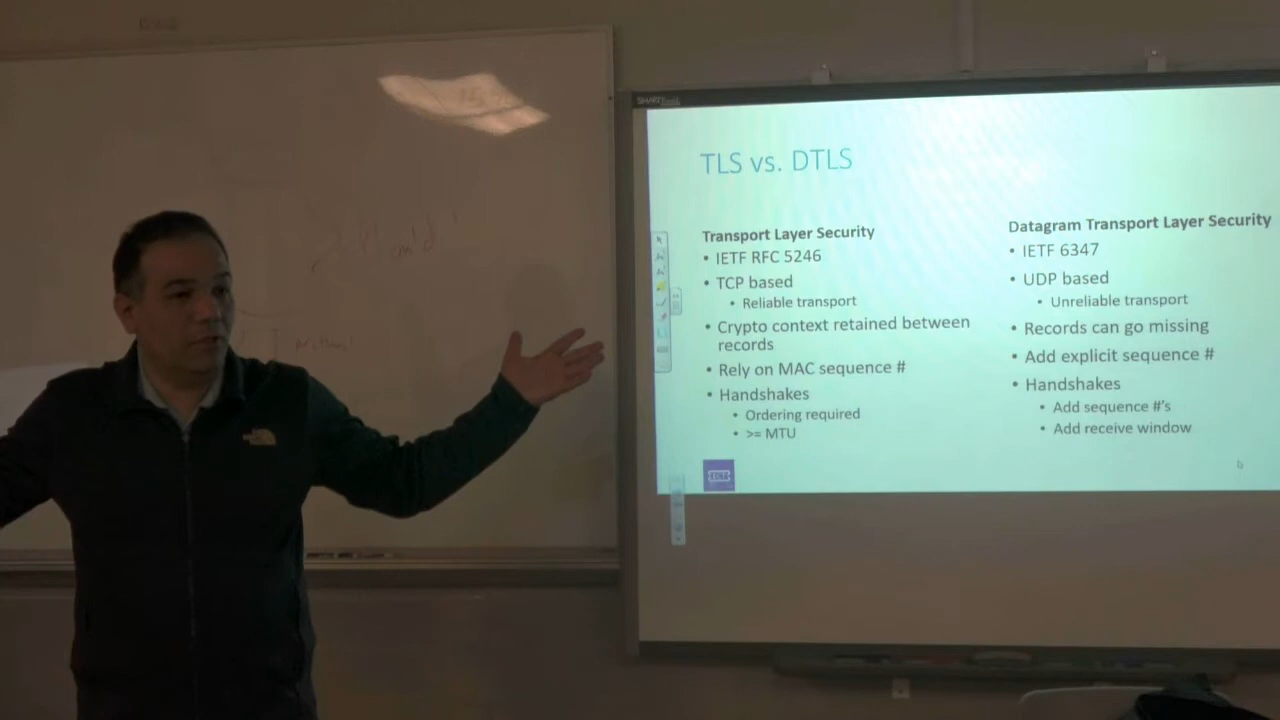 SMART
TLS vs. DTLS
Transport Layer Security
• IETF RFC 5246
• TCP based
• Reliable transport
• Crypto context retained between
records
• Rely on MAC sequence #
• Handshakes
• Ordering required
• >= MTU
Datagram Transport Layer Security
• IETF 6347
• UDP based
• Unreliable transport
• Records can go missing
• Add explicit sequence #
• Handshakes
• Add sequence #'s
• Add receive window